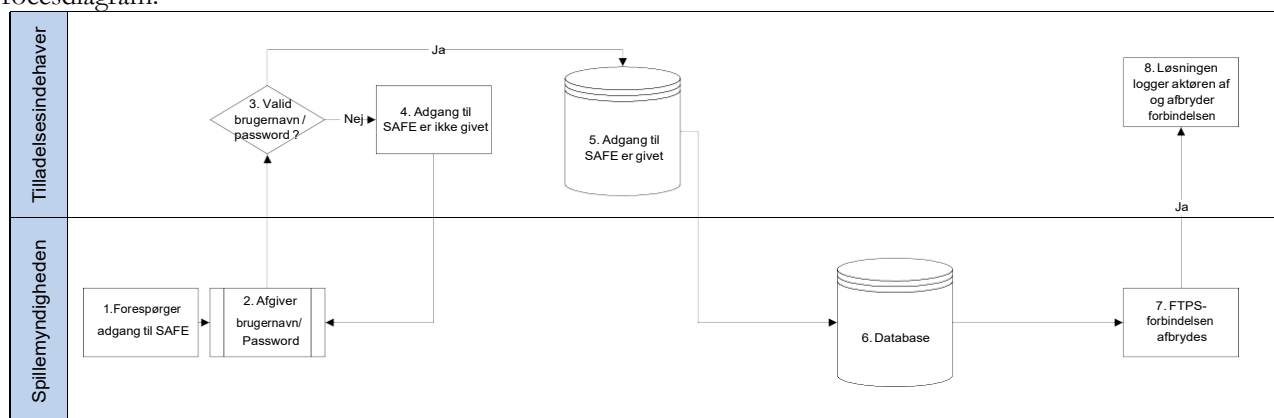 rocesdiagram:
Tilladelsesindehaver
Ja
3. Valid
brugernavn /
password ?
Nej
4. Adgang til
SAFE er ikke givet
5. Adgang til
SAFE er givet
8. Løsningen
logger aktøren af
og afbryder
forbindelsen
Ja
Spillemyndigheden
1.Forespørger
adgang til SAFE
2. Afgiver
brugernavn/
Password
6. Database
7. FTPS-
forbindelsen
afbrydes